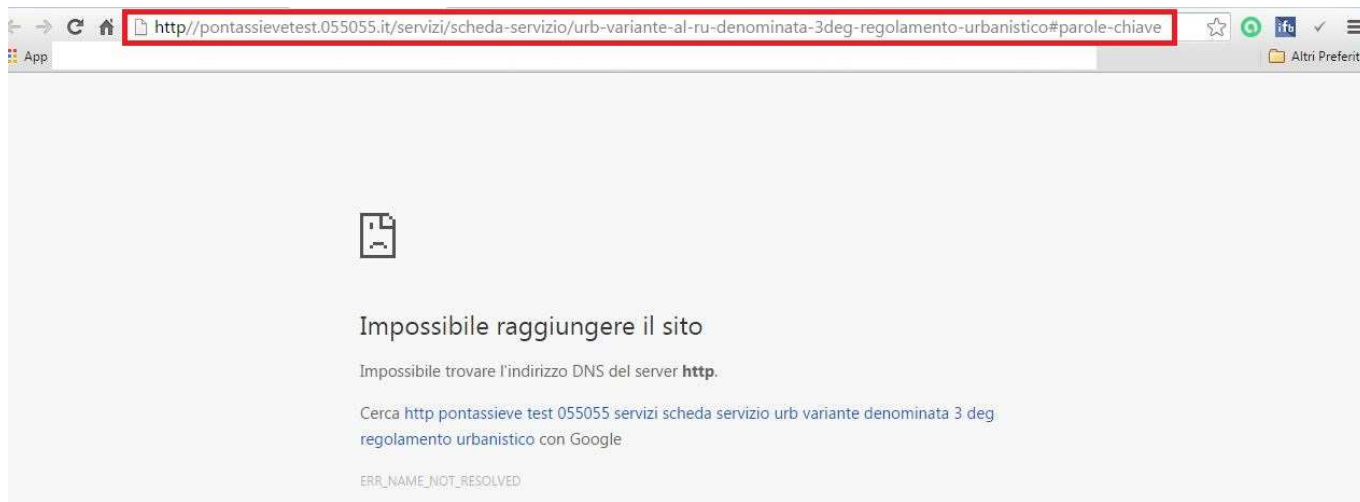 http//pontassievetest.055055.it/servizi/scheda-servizio/urb-variante-al-ru-denominata-3deg-regolamento-urbanistico#parole-chiave
ifb
App
Altri Preferit
Impossibile raggiungere il sito
Impossibile trovare l'indirizzo DNS del server http.
Cerca http pontassieve test 055055 servizi scheda servizio urb variante denominata 3 deg
regolamento urbanistico con Google
ERR_NAME_NOT_RESOLVED